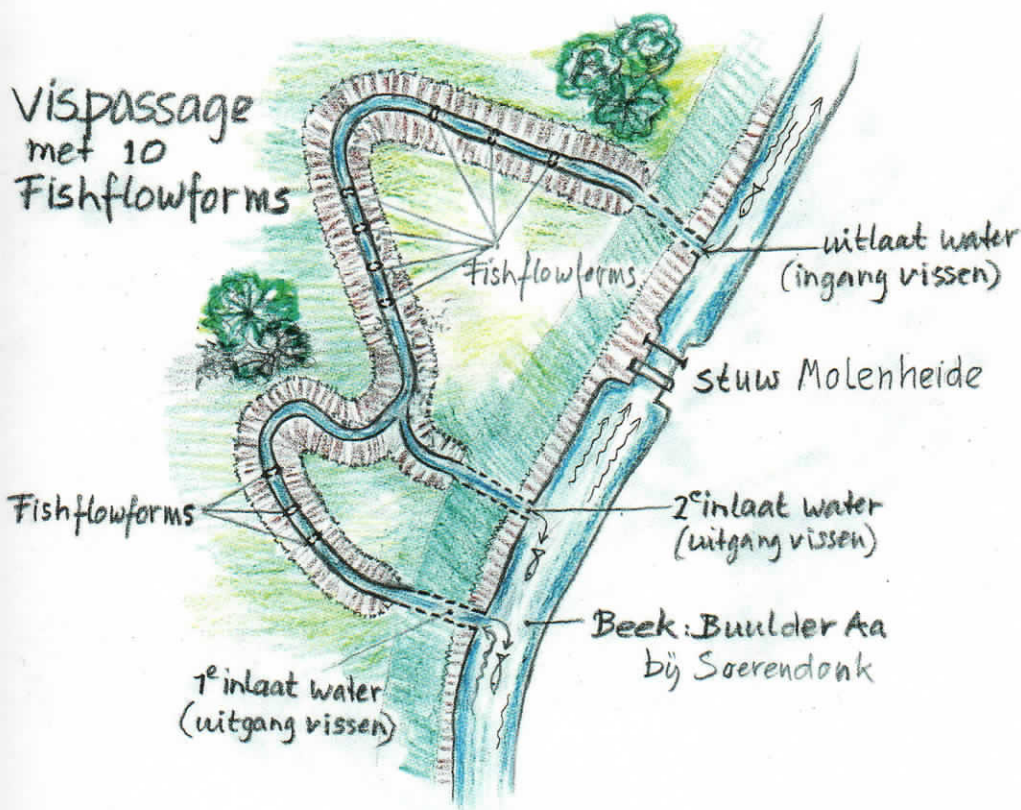 vispassage
met 10
Fishflowforms
Fishflowforms
uitlaat water
(ingang vissen)
stuw Molenheide
Fishflowforms
2e inlaat water
(uitgang vissen)
Beek: Buulder Aa
bij Soerendonk
1e inlaat water
(uitgang vissen)